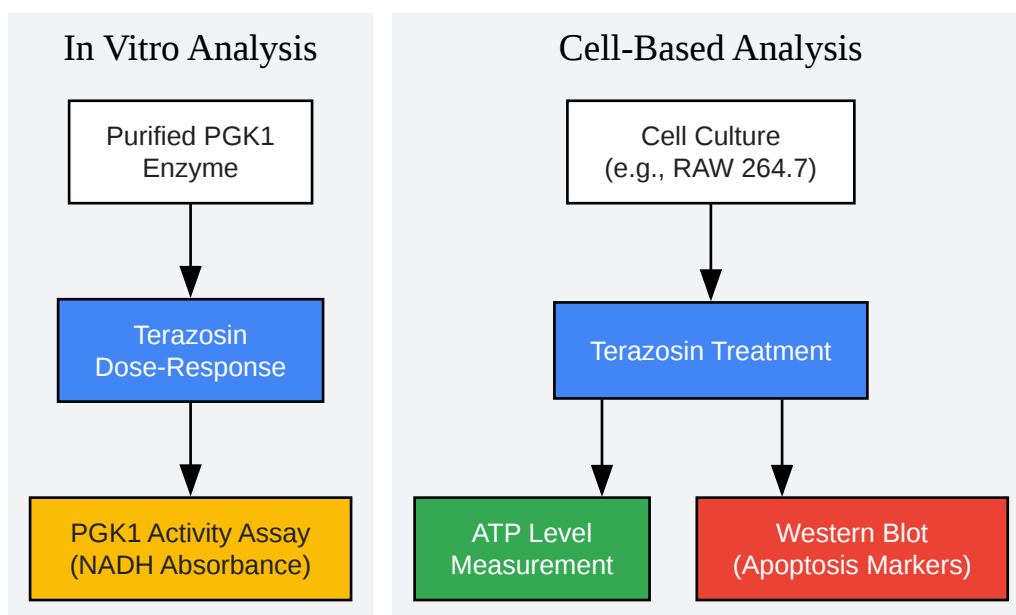 In Vitro Analysis
Purified PGK1
Enzyme
Terazosin
Dose-Response
PGK1 Activity Assay
(NADH Absorbance)
Cell-Based Analysis
Cell Culture
(e.g., RAW 264.7)
Terazosin Treatment
ATP Level
Measurement
Western Blot
(Apoptosis Markers)